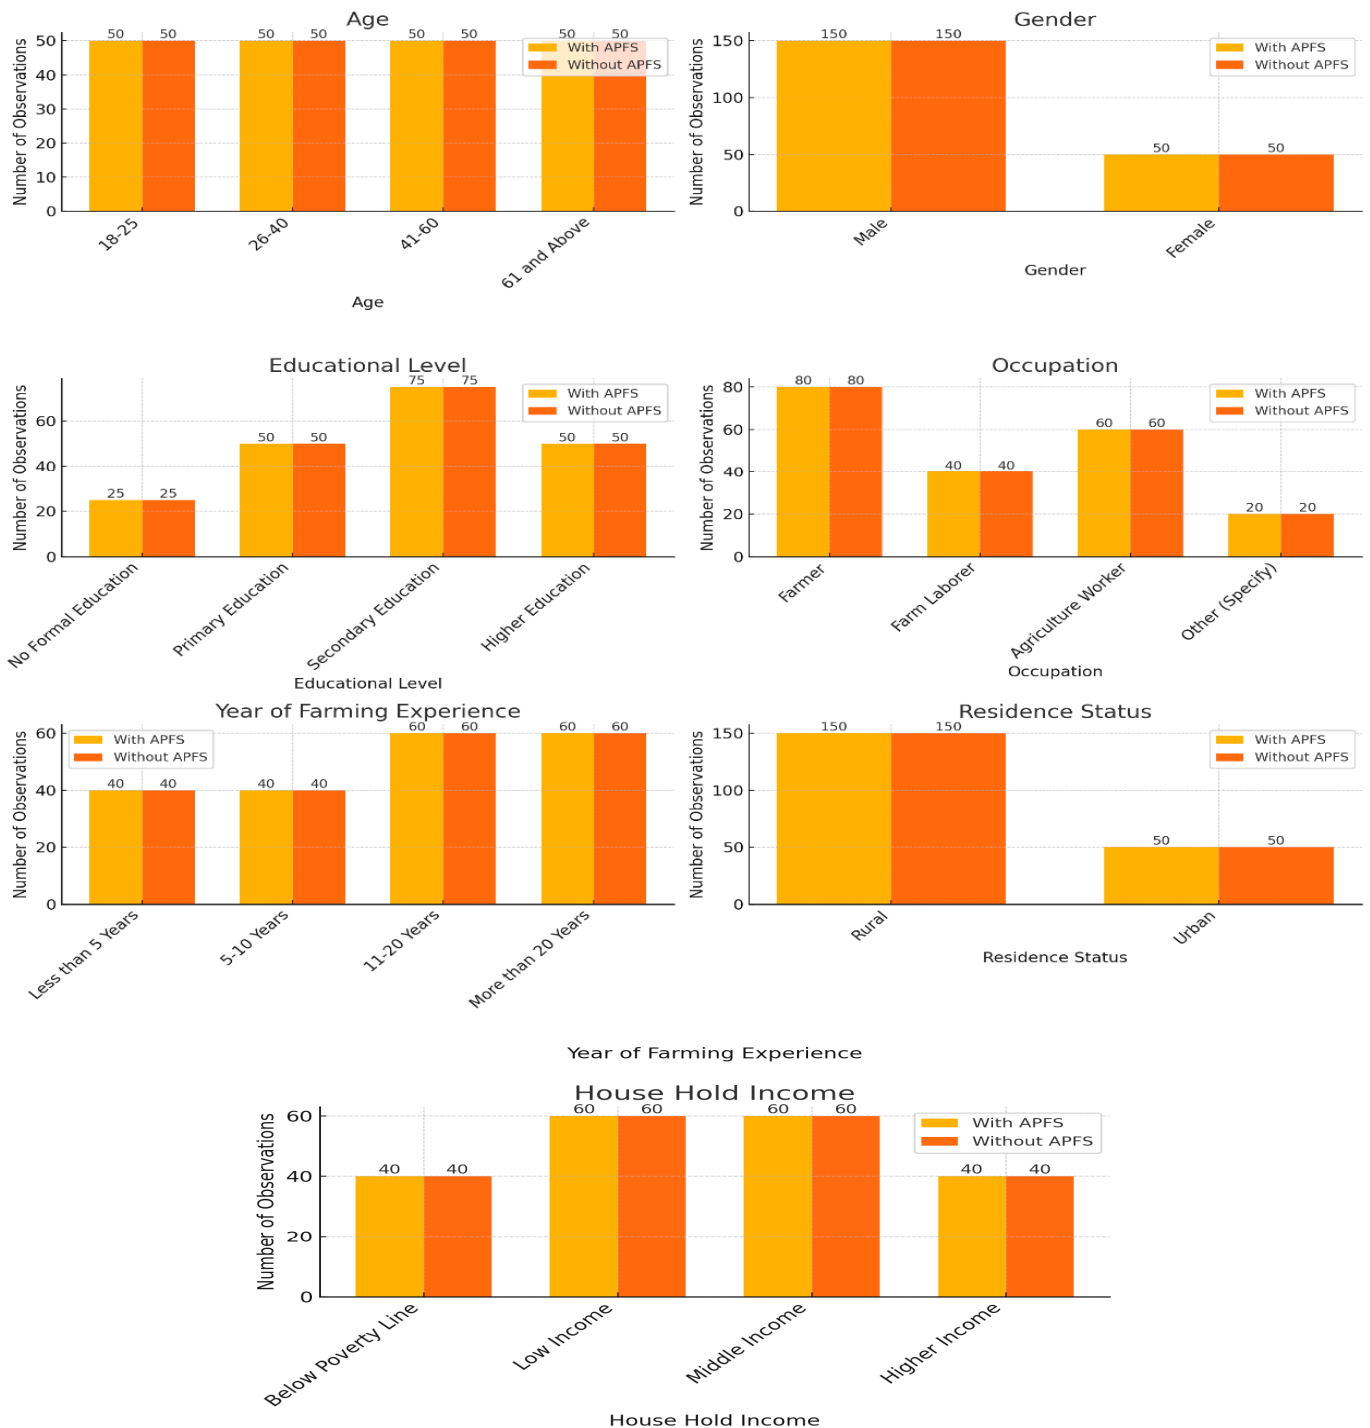 Age
Number of Observations
50
40
30
20
10
0
50 50 50 50 50 50 50 50
With APFS
Without APFS
18-25
26-40
41-60
61 and Above
Age
Gender
Number of Observations
150
100
50
0
150 150 50 50
With APFS
Without APFS
Male
Female
Gender
Educational Level
Number of Observations
60
40
20
0
25 25 50 50 75 75 50 50
With APFS
Without APFS
No Formal Education
Primary Education
Secondary Education
Higher Education
Educational Level
Occupation
Number of Observations
80
60
40
20
0
80 80 40 40 60 60 20 20
With APFS
Without APFS
Farmer
Farm Laborer
Agriculture Worker
Other (Specify)
Occupation
Year of Farming Experience
Number of Observations
60
40
20
0
40 40 40 40 60 60 60 60
With APFS
Without APFS
Less than 5 Years
5-10 Years
11-20 Years
More than 20 Years
Residence Status
Number of Observations
150
100
50
0
150 150 50 50
With APFS
Without APFS
Rural
Urban
Residence Status
Year of Farming Experience
House Hold Income
Number of Observations
60
40
20
0
40 40 60 60 60 60 40 40
With APFS
Without APFS
Below Poverty Line
Low Income
Middle Income
Higher Income
House Hold Income